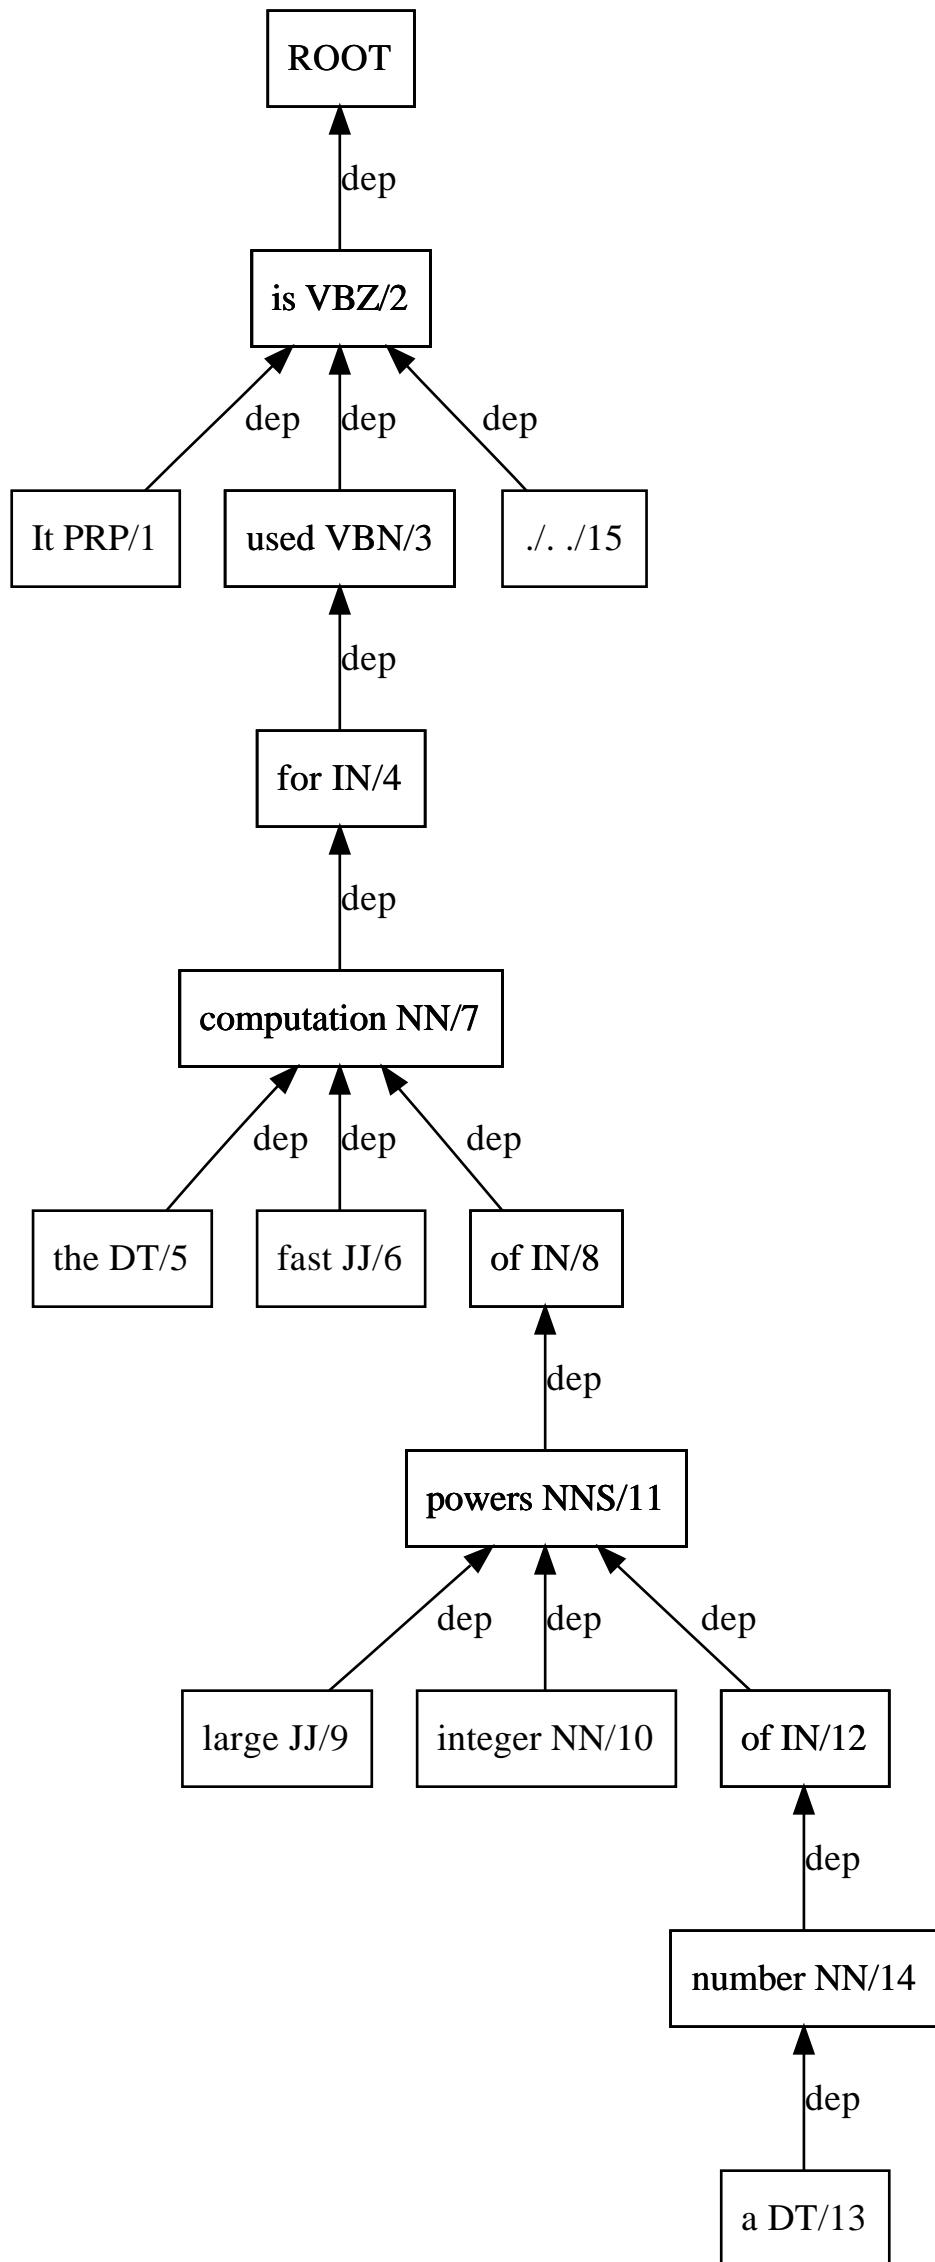 ROOT
dep
is VBZ/2
dep dep dep
It PRP/1 used VBN/3 ./. ./15
dep
for IN/4
dep
computation NN/7
dep dep dep
the DT/5 fast JJ/6 of IN/8
dep
powers NNS/11
dep dep dep
large JJ/9 integer NN/10 of IN/12
dep
number NN/14
dep
a DT/13